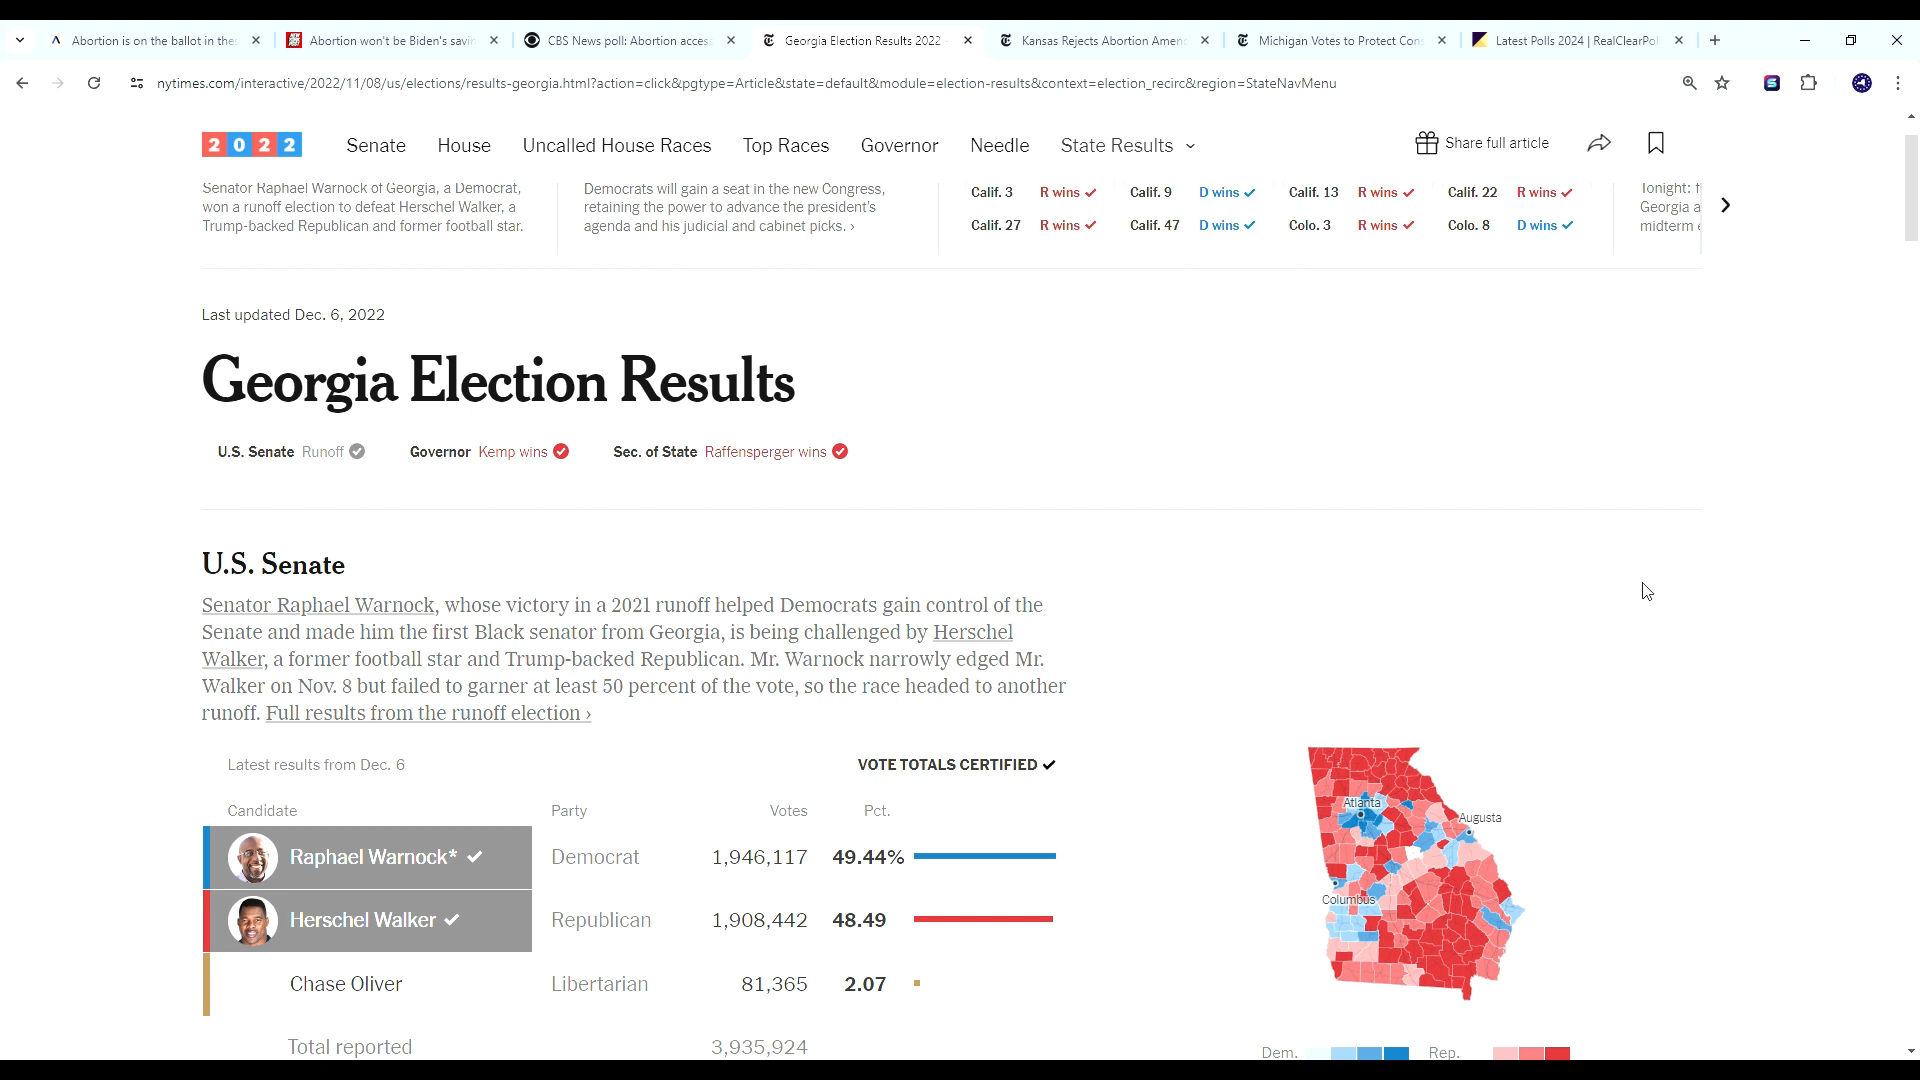 Abortion is on the ballot in thes
Abortion won't be Biden's savin
CBS News poll: Abortion access
Georgia Election Results 2022 -
Kansas Rejects Abortion Amen
Michigan Votes to Protect Con
Latest Polls 2024 | RealClearPol
nytimes.com/interactive/2022/11/08/us/elections/results-georgia.html?action=click&pgtype=Article&state=default&module=election-results&context=election_recirc&region=StateNavMenu
2022 Senate House Uncalled House Races Top Races Governor Needle State Results Share full article
Senator Raphael Warnock of Georgia, a Democrat,
won a runoff election to defeat Herschel Walker, a
Trump-backed Republican and former football star.
Democrats will gain a seat in the new Congress,
retaining the power to advance the president's
agenda and his judicial and cabinet picks. ›
Calif. 3 R wins ✓ Calif. 9 D wins ✓ Calif. 13 R wins ✓ Calif. 22 R wins ✓
Calif. 27 R wins ✓ Calif. 47 D wins ✓ Colo. 3 R wins ✓ Colo. 8 D wins ✓
Tonight:
Georgia a
midterm
Last updated Dec. 6, 2022
Georgia Election Results
U.S. Senate Runoff Governor Kemp wins Sec. of State Raffensperger wins
U.S. Senate
Senator Raphael Warnock, whose victory in a 2021 runoff helped Democrats gain control of the
Senate and made him the first Black senator from Georgia, is being challenged by Herschel
Walker, a former football star and Trump-backed Republican. Mr. Warnock narrowly edged Mr.
Walker on Nov. 8 but failed to garner at least 50 percent of the vote, so the race headed to another
runoff. Full results from the runoff election ›
Latest results from Dec. 6 VOTE TOTALS CERTIFIED ✓
Candidate Party Votes Pct.
Raphael Warnock* ✓ Democrat 1,946,117 49.44%
Herschel Walker ✓ Republican 1,908,442 48.49
Chase Oliver Libertarian 81,365 2.07
Total reported 3,935,924
Atlanta
Augusta
Columbus
Dem. Rep.